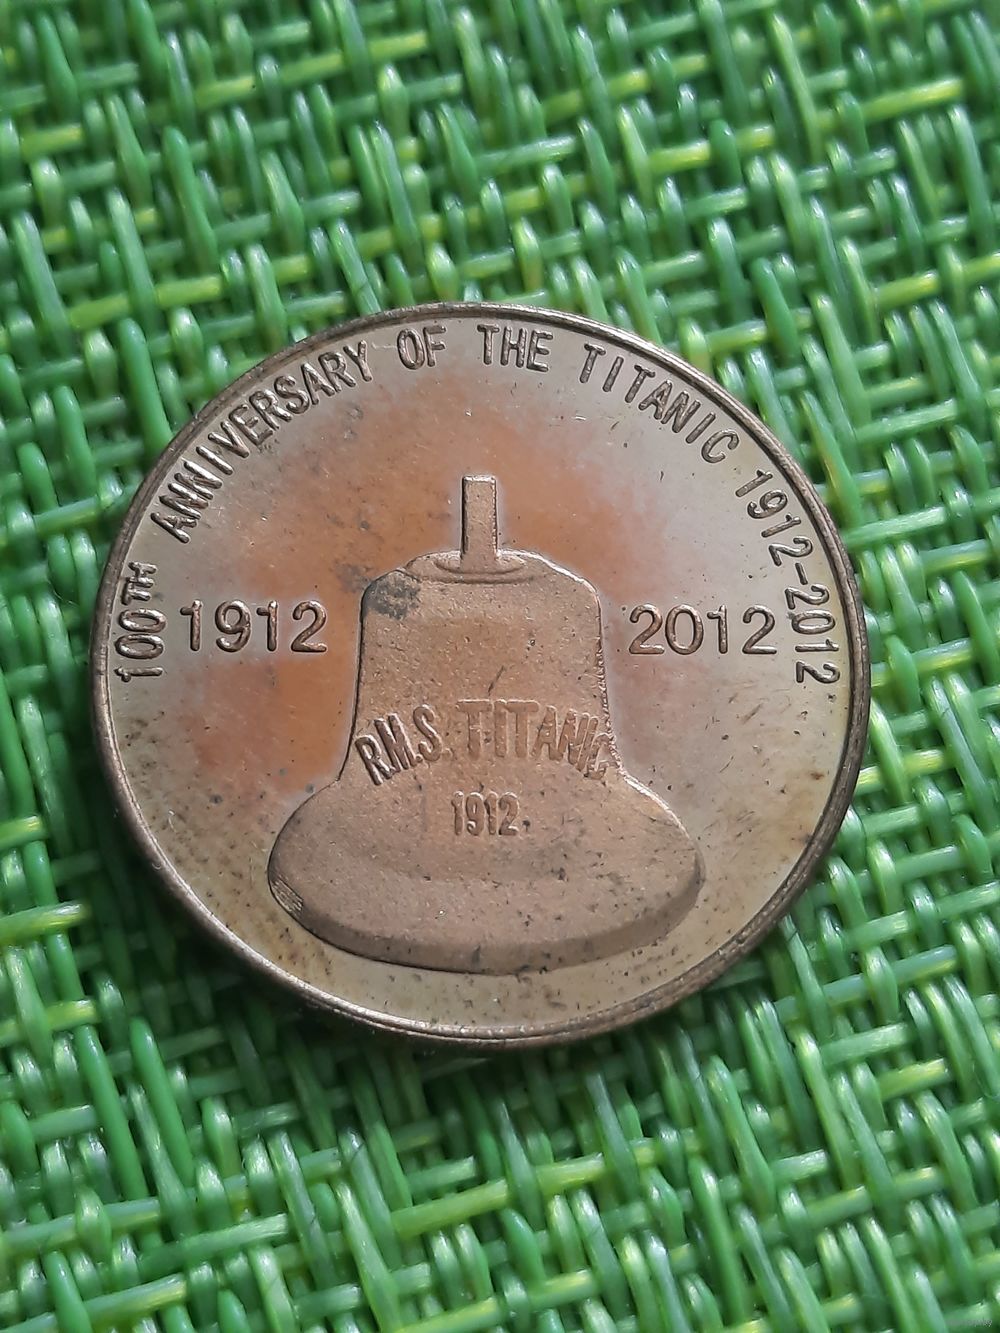 100TH ANNIVERSARY OF THE TITANIC 1912-2012
1912 2012
R.M.S. TITANIC
1912